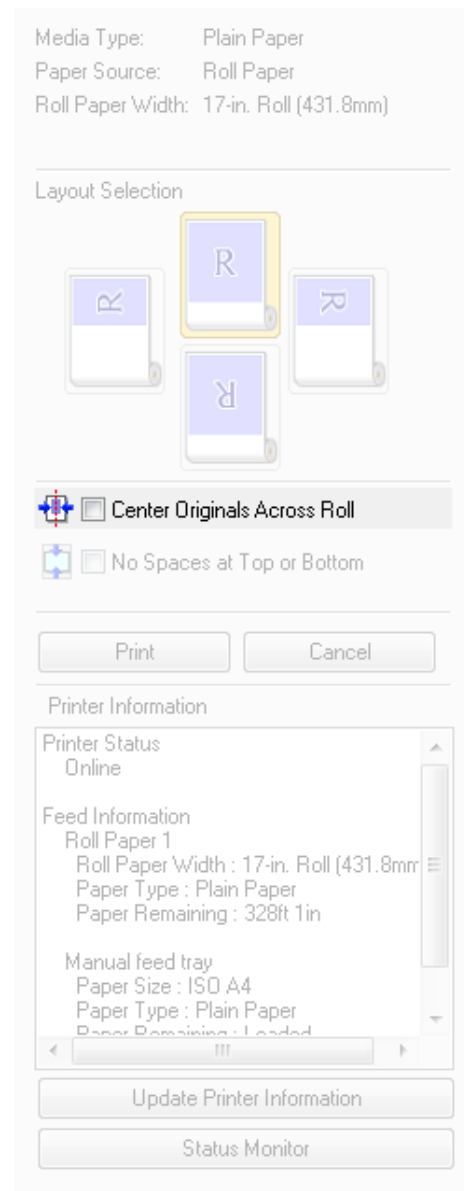 Media Type: Plain Paper
Paper Source: Roll Paper
Roll Paper Width: 17-in. Roll (431.8mm)
Layout Selection
R
R
R
R
Center Originals Across Roll
No Spaces at Top or Bottom
Print Cancel
Printer Information
Printer Status
Online
Feed Information
Roll Paper 1
Roll Paper Width : 17-in. Roll (431.8mm
Paper Type : Plain Paper
Paper Remaining : 328ft 1in
Manual feed tray
Paper Size : ISO A4
Paper Type : Plain Paper
Paper Remaining : Loaded
Update Printer Information
Status Monitor